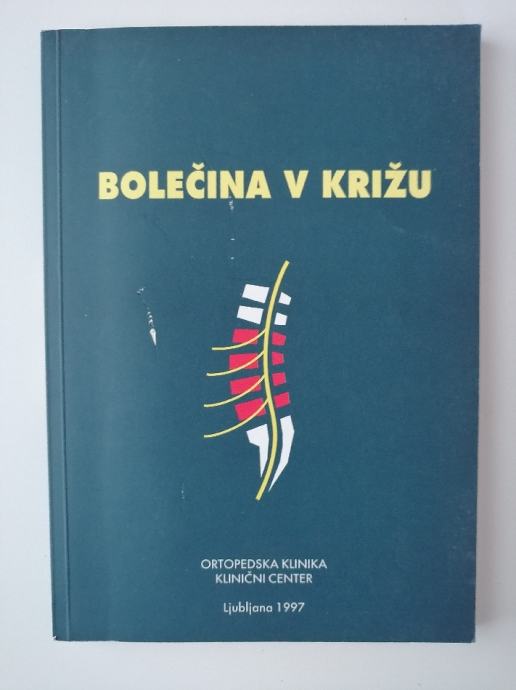 BOLEČINA V KRIŽU
ORTOPEDSKA KLINIKA
KLINIČNI CENTER
Ljubljana 1997